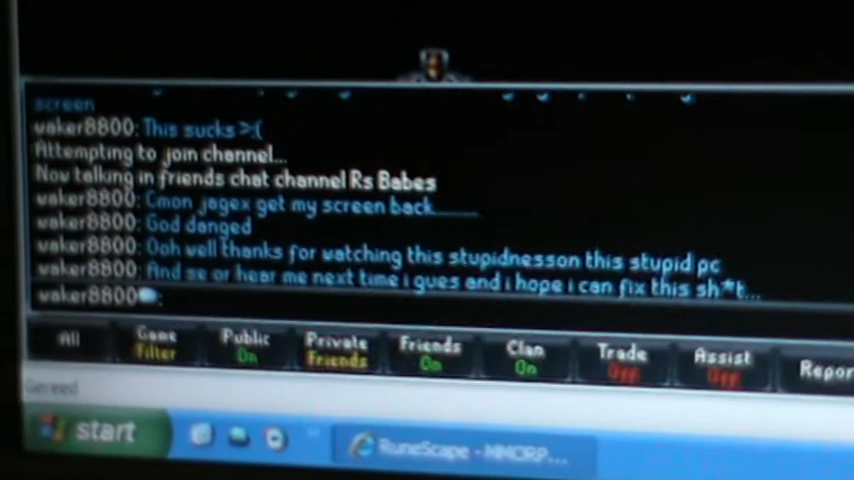 screen
waker8800: This sucks >:(
Attempting to join channel...
Now talking in friends chat channel Rs Babes
waker8800: Cmon jagex get my screen back______
waker8800: God danged
waker8800: Ooh well thanks for watching this stupidnesson this stupid pc
waker8800: And se or hear me next time i gues and i hope i can fix this sh*t...
waker8800:
All Game Public Private Friends Clan Trade Assist Repor
Filter On Friends On On Off Off
Gereed
start RuneScape - MMORP...